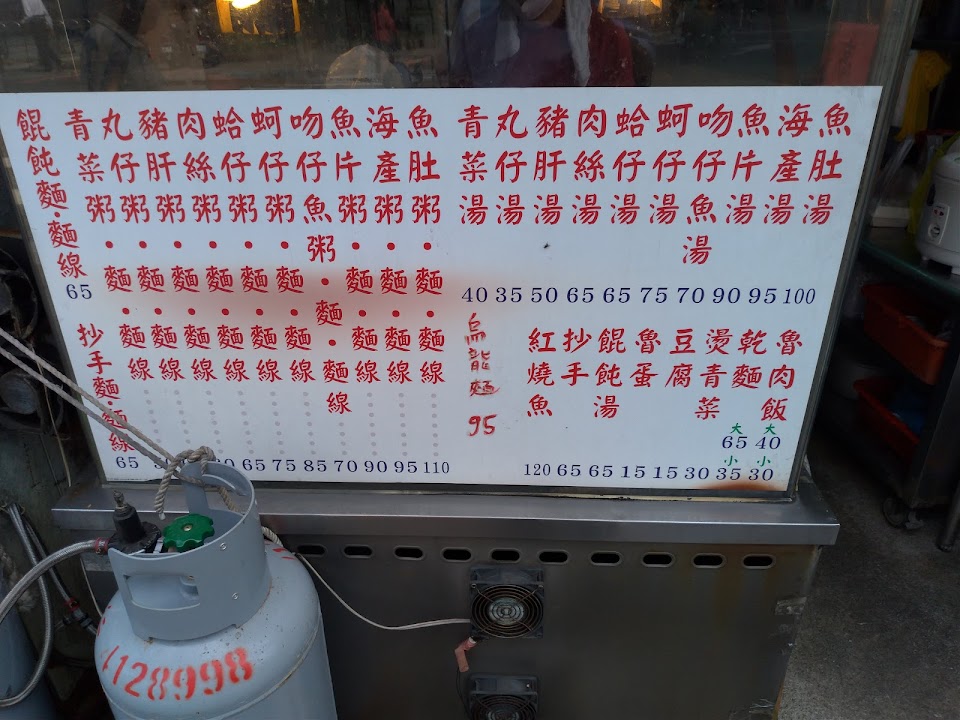 餛飩麵·麵線
65
抄手麵·麵線
65
青菜粥·麵·麵線
丸仔粥·麵·麵線
豬肝粥·麵·麵線
肉絲粥·麵·麵線
65
蛤仔粥·麵·麵線
75
蚵仔粥·麵·麵線
85
吻仔魚粥·麵·麵線
70
魚片粥·麵·麵線
90
海產粥·麵·麵線
95
魚肚粥·麵·麵線
110
青菜湯
40
丸仔湯
35
豬肝湯
50
肉絲湯
65
蛤仔湯
65
蚵仔湯
75
吻仔魚湯
70
魚片湯
90
海產湯
95
魚肚湯
100
烏龍麵
95
紅燒魚
120
抄手
65
餛飩湯
65
魯蛋
15
豆腐
15
燙青菜
30
乾麵
大
65
小
35
魯肉飯
大
40
小
30
1128998